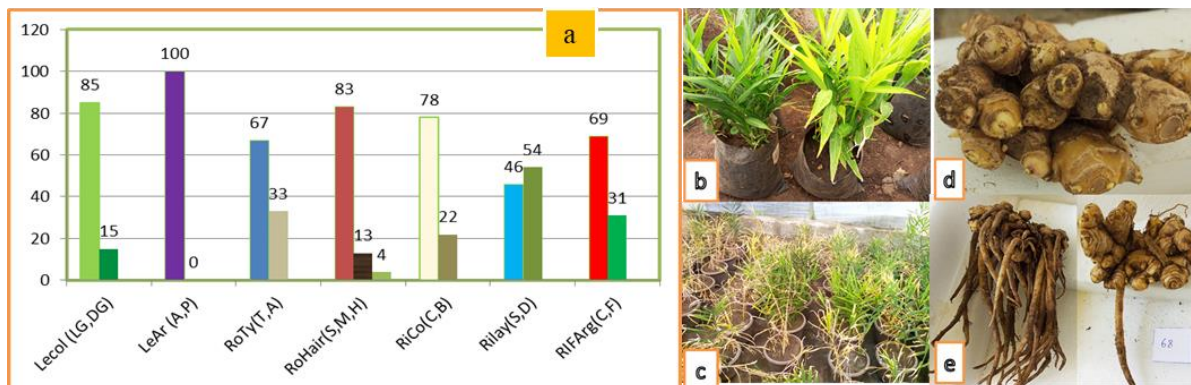 a
120
100
80
60
40
20
0
85
15
100
0
67
33
83
13
4
78
22
46
54
69
31
Lecol (LG,DG)
LeAr (A,P)
RoTy(T,A)
RoHair(S,M,H)
RiCo(C,B)
Rilay(S,D)
RIFArg(C,F)
b
c
d
e
68